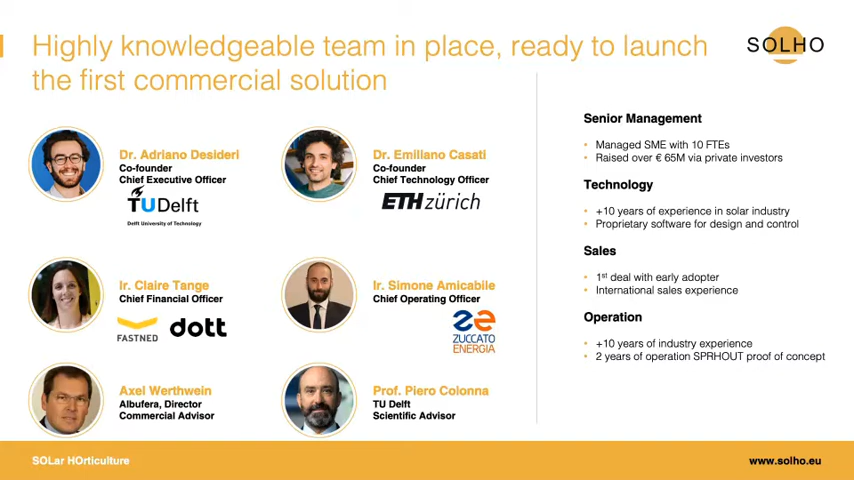 Highly knowledgeable team in place, ready to launch
the first commercial solution
SOLHO
Dr. Adriano Desideri
Co-founder
Chief Executive Officer
TUDelft
Delft University of Technology
Dr. Emiliano Casati
Co-founder
Chief Technology Officer
ETH zürich
Ir. Claire Tange
Chief Financial Officer
FASTNED
dott
Ir. Simone Amicabile
Chief Operating Officer
ZUCCATO
ENERGIA
Axel Werthwein
Albufera, Director
Commercial Advisor
Prof. Piero Colonna
TU Delft
Scientific Advisor
Senior Management
• Managed SME with 10 FTEs
• Raised over € 65M via private investors
Technology
• +10 years of experience in solar industry
• Proprietary software for design and control
Sales
• 1st deal with early adopter
• International sales experience
Operation
• +10 years of industry experience
• 2 years of operation SPRHOUT proof of concept
SOLar HOrticulture
www.solho.eu